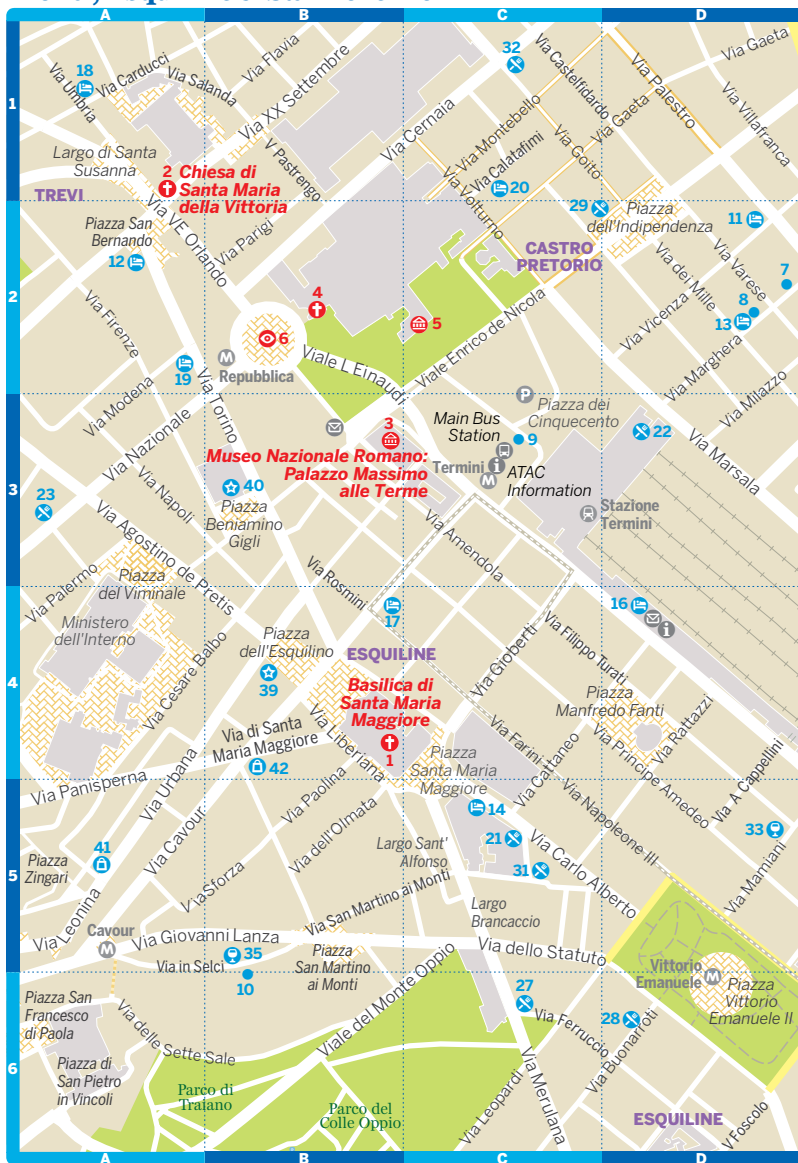 A
B
C
D
1
2
3
4
5
6
18
Via Carducci
Via Umbria
Via Salanda
Via Flavia
Via XX Settembre
V Pastrengo
Via Cernaia
32
Via Castelfidardo
Via Gaeta
Via Palestro
Via Villafranca
Via Montebello
Via Gaeta
Via Calatafimi
Via Goito
Via Volturno
20
Largo di Santa
Susanna
2 Chiesa di
Santa Maria
della Vittoria
TREVI
Piazza San
Bernando
12
Via VE Orlando
Via Parigi
29
Piazza
dell'Indipendenza
11
CASTRO
PRETORIO
Via Varese
7
Via dei Mille
8
13
Via Vicenza
Via Marghera
Via Milazzo
Via Firenze
4
5
6
Viale Enrico de Nicola
Viale L Einaudi
M
Repubblica
19
Via Torino
Via Modena
Via Nazionale
P
Piazza dei
Cinquecento
Main Bus
Station
9
3
Museo Nazionale Romano:
Palazzo Massimo
alle Terme
Termini
i
M
ATAC
Information
22
Via Marsala
23
Via Napoli
40
Piazza
Beniamino
Gigli
Stazione
Termini
Via Amendola
Via Agostino de Pretis
Via Palermo
Piazza
del Viminale
Ministero
dell'Interno
Via Rosmini
17
16
i
Via Cesare Balbo
Piazza
dell'Esquilino
39
ESQUILINE
Basilica di
Santa Maria
Maggiore
1
Via Gioberti
Via Filippo Turati
Piazza
Manfredo Fanti
Via Rattazzi
Via Principe Amedeo
Via Farini
Via Cattaneo
Via Napoleone III
Via A Cappellini
Via di Santa
Maria Maggiore
42
Via Liberiana
Piazza
Santa Maria
Maggiore
Via Panisperna
Via Urbana
Via Paolina
Via dell'Olmata
14
21
31
33
Via Mamiani
Largo Sant'
Alfonso
Via Carlo Alberto
41
Piazza
Zingari
Via Cavour
Via Sforza
Via Leonina
Cavour
M
Via San Martino ai Monti
Largo
Brancaccio
Via Giovanni Lanza
Via dello Statuto
Via in Selci
35
10
Piazza
San Martino
ai Monti
Vittorio
Emanuele
M
Piazza
Vittorio
Emanuele II
Piazza San
Francesco
di Paola
Via delle Sette Sale
Viale del Monte Oppio
27
Via Ferruccio
28
Via Buonarroti
Piazza di
San Pietro
in Vincoli
Parco di
Traiano
Parco del
Colle Oppio
Via Leopardi
Via Merulana
ESQUILINE
V Foscolo
A
B
C
D